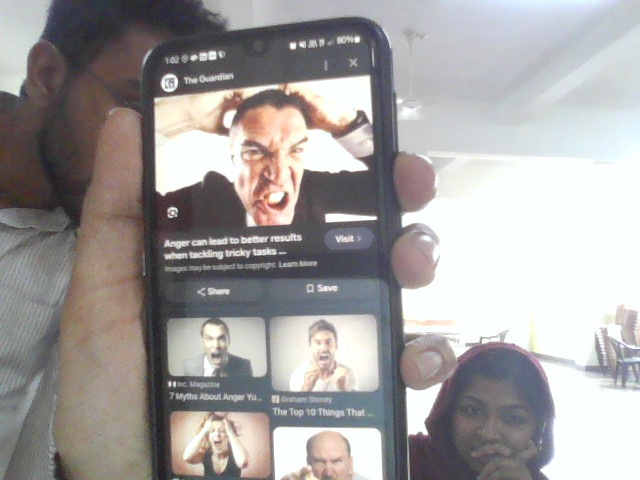 1:02
80%
The Guardian
Anger can lead to better results
when tackling tricky tasks ...
Visit >
Images may be subject to copyright. Learn More
Share
Save
Inc. Magazine
7 Myths About Anger Yo...
Graham Stoney
The Top 10 Things That ...